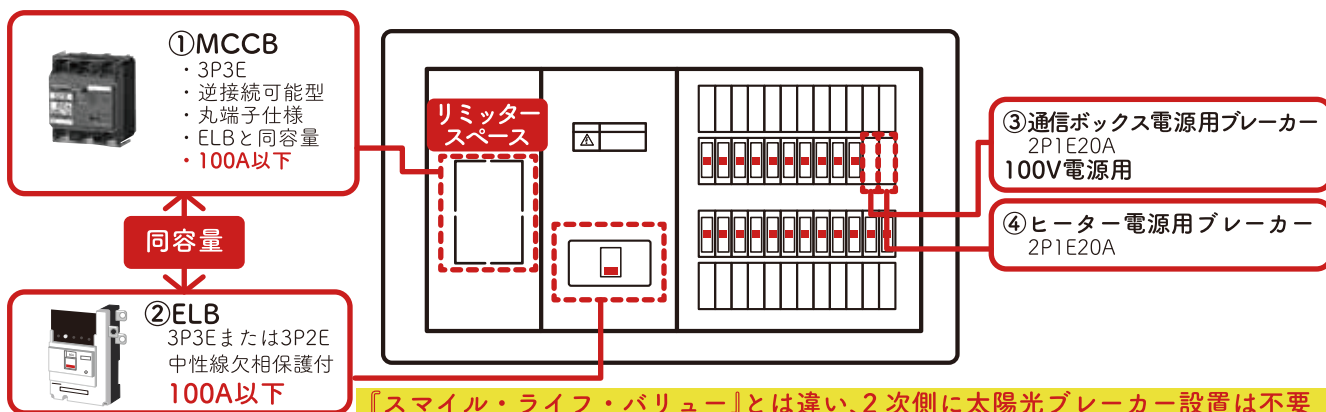 ①MCCB
・3P3E
・逆接続可能型
・丸端子仕様
・ELBと同容量
・100A以下
同容量
②ELB
3P3Eまたは3P2E
中性線欠相保護付
100A以下
リミッター
スペース
③通信ボックス電源用ブレーカー
2P1E20A
100V電源用
④ヒーター電源用ブレーカー
2P1E20A
『スマイル・ライフ・バリュー』とは違い、2次側に太陽光ブレーカー設置は不要